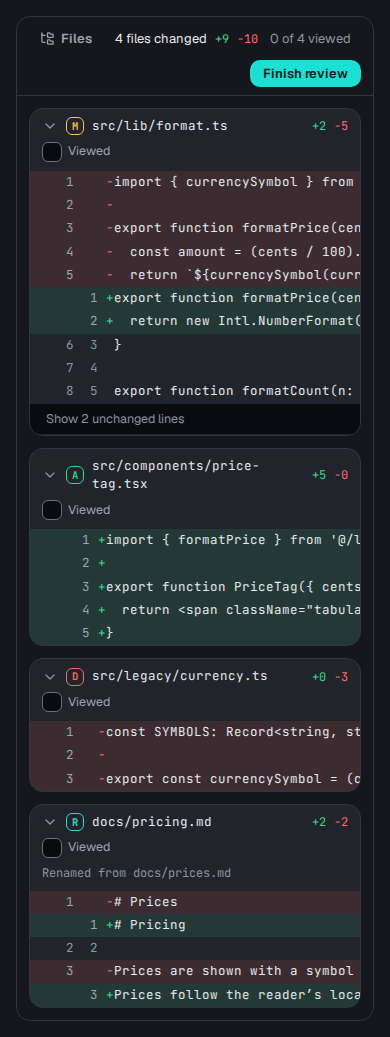 Files 4 files changed +9 -10 0 of 4 viewed
Finish review
M src/lib/format.ts +2 -5
Viewed
1 -import { currencySymbol } from
2 -
3 -export function formatPrice(cen
4 - const amount = (cents / 100).
5 - return `${currencySymbol(curr
1 +export function formatPrice(cen
2 + return new Intl.NumberFormat(
6 3 }
7 4
8 5 export function formatCount(n:
Show 2 unchanged lines
A src/components/price-
tag.tsx +5 -0
Viewed
1 +import { formatPrice } from '@/l
2 +
3 +export function PriceTag({ cents
4 + return <span className="tabula
5 +}
D src/legacy/currency.ts +0 -3
Viewed
1 -const SYMBOLS: Record<string, st
2 -
3 -export const currencySymbol = (c
R docs/pricing.md +2 -2
Viewed
Renamed from docs/prices.md
1 -# Prices
1 +# Pricing
2 2
3 -Prices are shown with a symbol
3 +Prices follow the reader’s loca